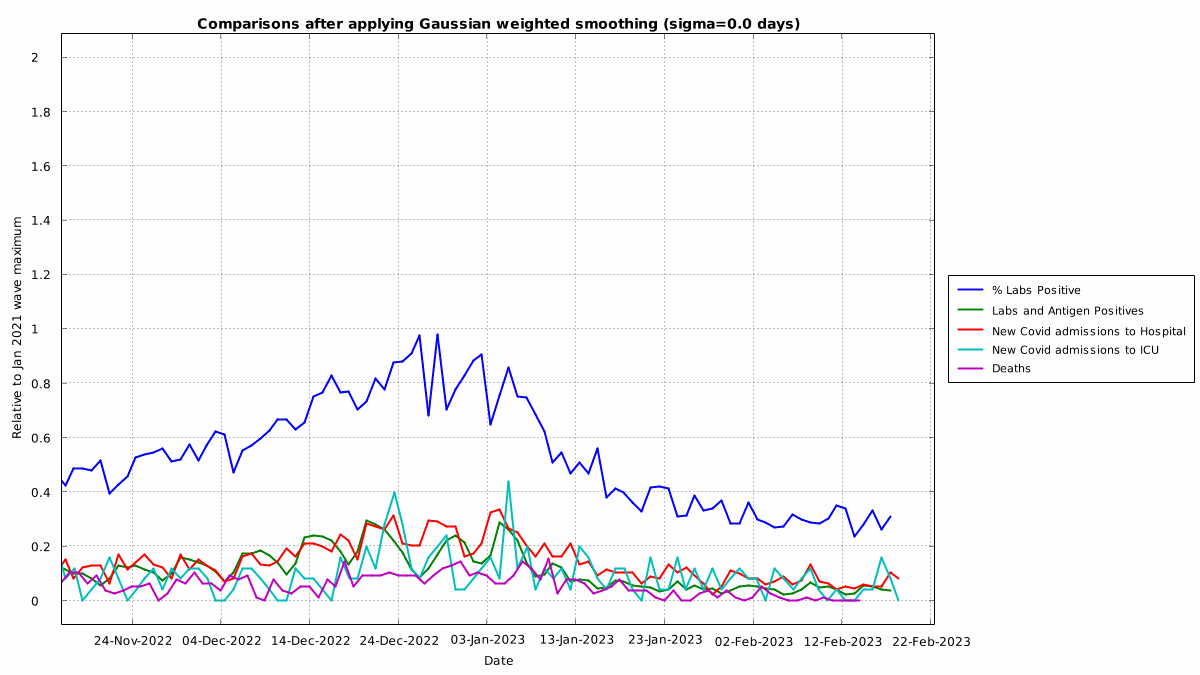 Comparisons after applying Gaussian weighted smoothing (sigma=0.0 days)
Relative to Jan 2021 wave maximum
2
1.8
1.6
1.4
1.2
1
0.8
0.6
0.4
0.2
0
24-Nov-2022 04-Dec-2022 14-Dec-2022 24-Dec-2022 03-Jan-2023 13-Jan-2023 23-Jan-2023 02-Feb-2023 12-Feb-2023 22-Feb-2023
Date
% Labs Positive
Labs and Antigen Positives
New Covid admissions to Hospital
New Covid admissions to ICU
Deaths